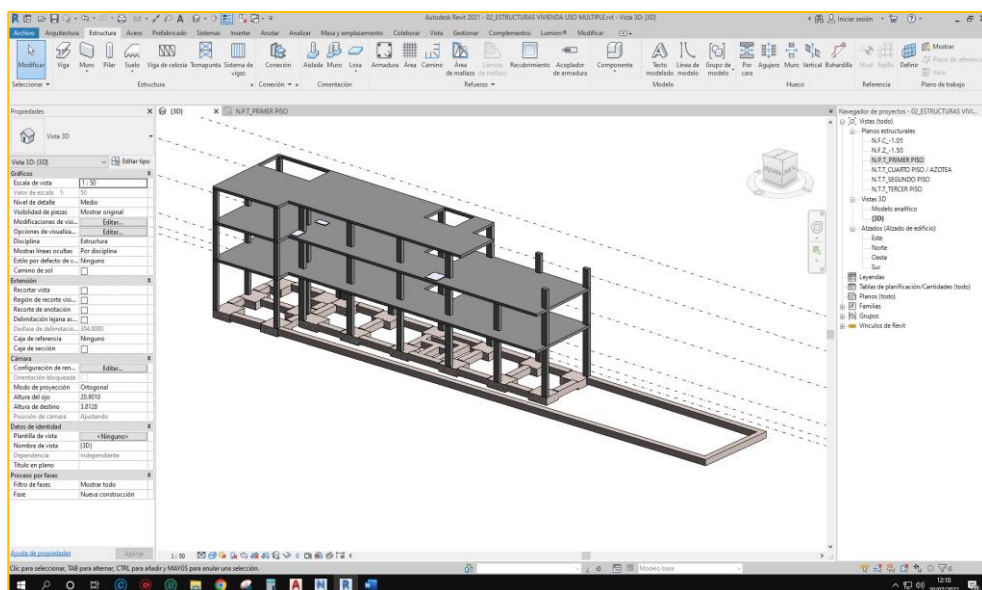 Autodesk Revit 2021 - 02_ESTRUCTURAS VIVIENDA USO MULTIPLE.rvt - Vista 3D: {3D}
Iniciar sesión
Archivo Arquitectura Estructura Acero Prefabricado Sistemas Insertar Anotar Analizar Masa y emplazamiento Colaborar Vista Gestionar Complementos Lumion® Modificar
Modificar Viga Muro Pilar Suelo Viga de celosía Tornapunta Sistema de vigas Conexión Aislada Muro Losa Armadura Área Camino Área de mallazo Lámina de mallazo Recubrimiento Acoplador de armadura Componente Texto modelado Línea de modelo Grupo de modelo Por cara Agujero Muro Vertical Buhardilla Nivel Rejilla Definir Mostrar
Plano de referencia
Visor
Seleccionar Estructura Conexión Cimentación Refuerzo Modelo Hueco Referencia Plano de trabajo
Propiedades
Vista 3D
Vista 3D: {3D} Editar tipo
Gráficos
Escala de vista 1 : 50
Valor de escala 1: 50
Nivel de detalle Medio
Visibilidad de piezas Mostrar original
Modificaciones de visi... Editar...
Opciones de visualiza... Editar...
Disciplina Estructura
Mostrar líneas ocultas Por disciplina
Estilo por defecto de v... Ninguno
Camino de sol
Extensión
Recortar vista
Región de recorte visi...
Recorte de anotación
Delimitación lejana ac...
Desfase de delimitació... 304.8000
Caja de referencia Ninguno
Caja de sección
Cámara
Configuración de ren... Editar...
Orientación bloqueada
Modo de proyección Ortogonal
Altura del ojo 20.9010
Altura de destino 3.8128
Posición de cámara Ajustando
Datos de identidad
Plantilla de vista <Ninguno>
Nombre de vista {3D}
Dependencia Independiente
Título en plano
Proceso por fases
Filtro de fases Mostrar todo
Fase Nueva construcción
Ayuda de propiedades Aplicar
{3D} N.P.T_PRIMER PISO
Navegador de proyectos - 02_ESTRUCTURAS VIVI...
Vistas (todo)
Planos estructurales
N.F.C_-1.05
N.F.Z_-1.50
N.P.T_PRIMER PISO
N.T.T_CUARTO PISO / AZOTEA
N.T.T_SEGUNDO PISO
N.T.T_TERCER PISO
Vistas 3D
Modelo analítico
{3D}
Alzados (Alzado de edificio)
Este
Norte
Oeste
Sur
Leyendas
Tablas de planificación/Cantidades (todo)
Planos (todo)
Familias
Grupos
Vínculos de Revit
1 : 50
Clic para seleccionar, TAB para alternar, CTRL para añadir y MAYÚS para anular una selección.
Modelo base
12:10